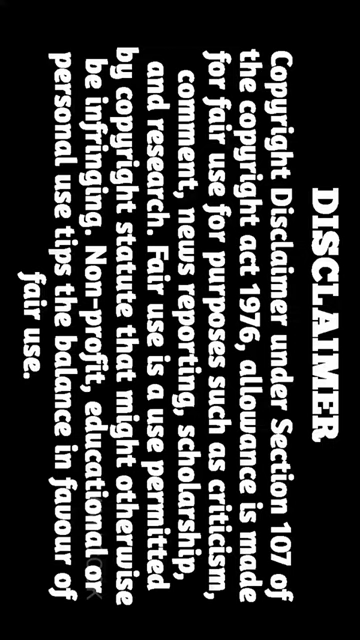 DISCLAIMER
Copyright Disclaimer under Section 107 of
the copyright act 1976, allowance is made
for fair use for purposes such as criticism,
comment, news reporting, scholarship,
and research. Fair use is a use permitted
by copyright statute that might otherwise
be infringing. Non-profit, educational or
personal use tips the balance in favour of
fair use.